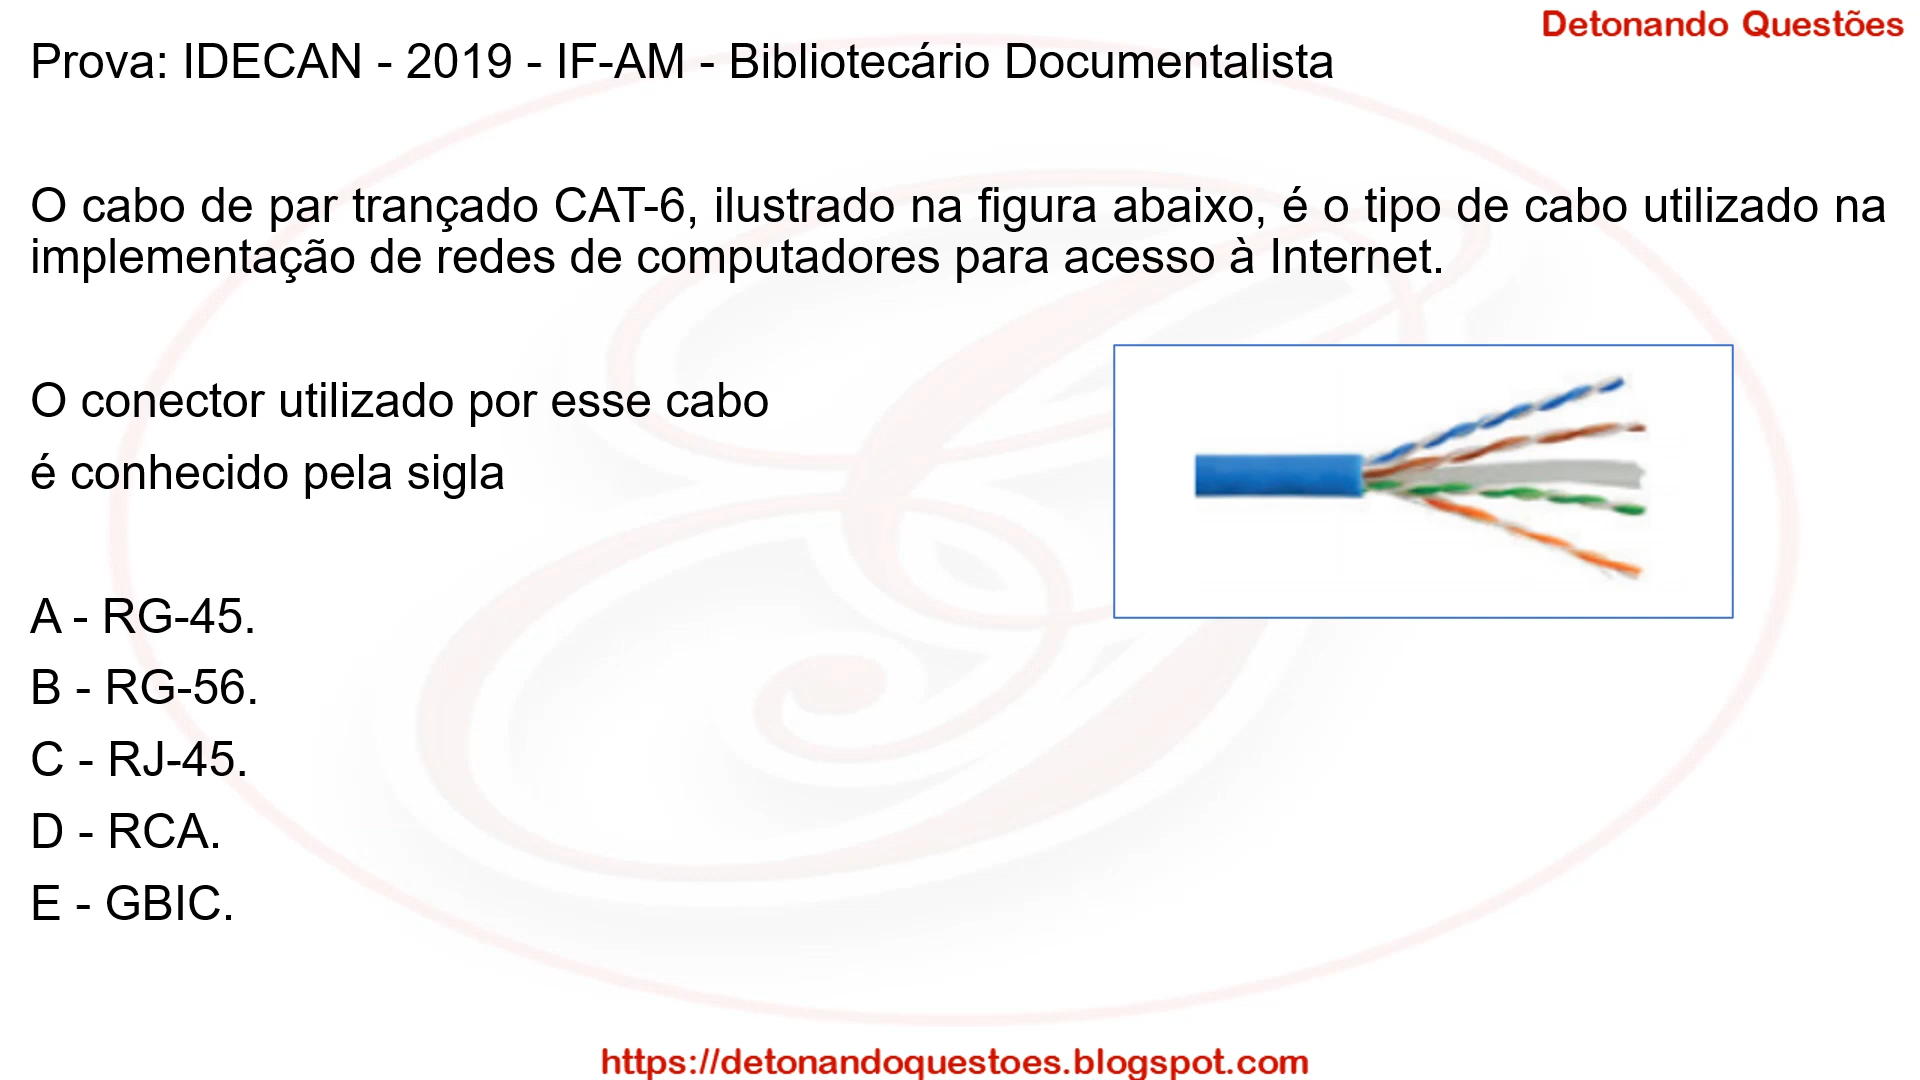 Detonando Questões
Prova: IDECAN - 2019 - IF-AM - Bibliotecário Documentalista
O cabo de par trançado CAT-6, ilustrado na figura abaixo, é o tipo de cabo utilizado na
implementação de redes de computadores para acesso à Internet.
O conector utilizado por esse cabo
é conhecido pela sigla
A - RG-45.
B - RG-56.
C - RJ-45.
D - RCA.
E - GBIC.
https://detonandoquestoes.blogspot.com